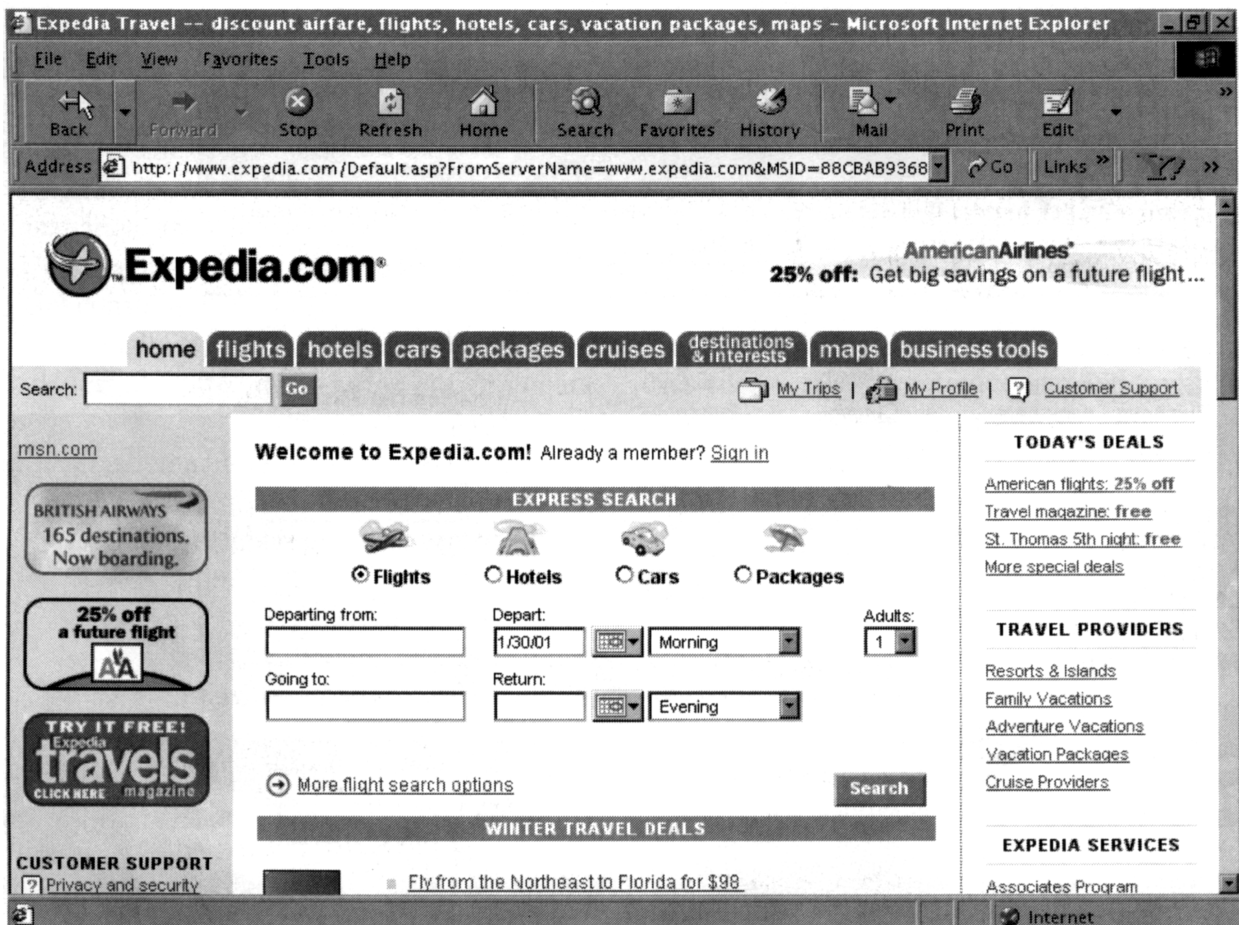 Expedia Travel -- discount airfare, flights, hotels, cars, vacation packages, maps - Microsoft Internet Explorer
File Edit View Favorites Tools Help
Back Forward Stop Refresh Home Search Favorites History Mail Print Edit
Address http://www.expedia.com/Default.asp?FromServerName=www.expedia.com&MSID=88CBAB9368 Go Links
Expedia.com
AmericanAirlines
25% off: Get big savings on a future flight...
home flights hotels cars packages cruises destinations & interests maps business tools
Search: Go My Trips | My Profile | Customer Support
msn.com
BRITISH AIRWAYS
165 destinations.
Now boarding.
25% off
a future flight
AA
TRY IT FREE!
Expedia
travels
CLICK HERE magazine
CUSTOMER SUPPORT
Privacy and security
Welcome to Expedia.com! Already a member? Sign in
EXPRESS SEARCH
Flights Hotels Cars Packages
Departing from: Depart: Adults:
1/30/01 Morning 1
Going to: Return:
Evening
More flight search options Search
WINTER TRAVEL DEALS
Fly from the Northeast to Florida for $98
TODAY'S DEALS
American flights: 25% off
Travel magazine: free
St. Thomas 5th night: free
More special deals
TRAVEL PROVIDERS
Resorts & Islands
Family Vacations
Adventure Vacations
Vacation Packages
Cruise Providers
EXPEDIA SERVICES
Associates Program
Internet